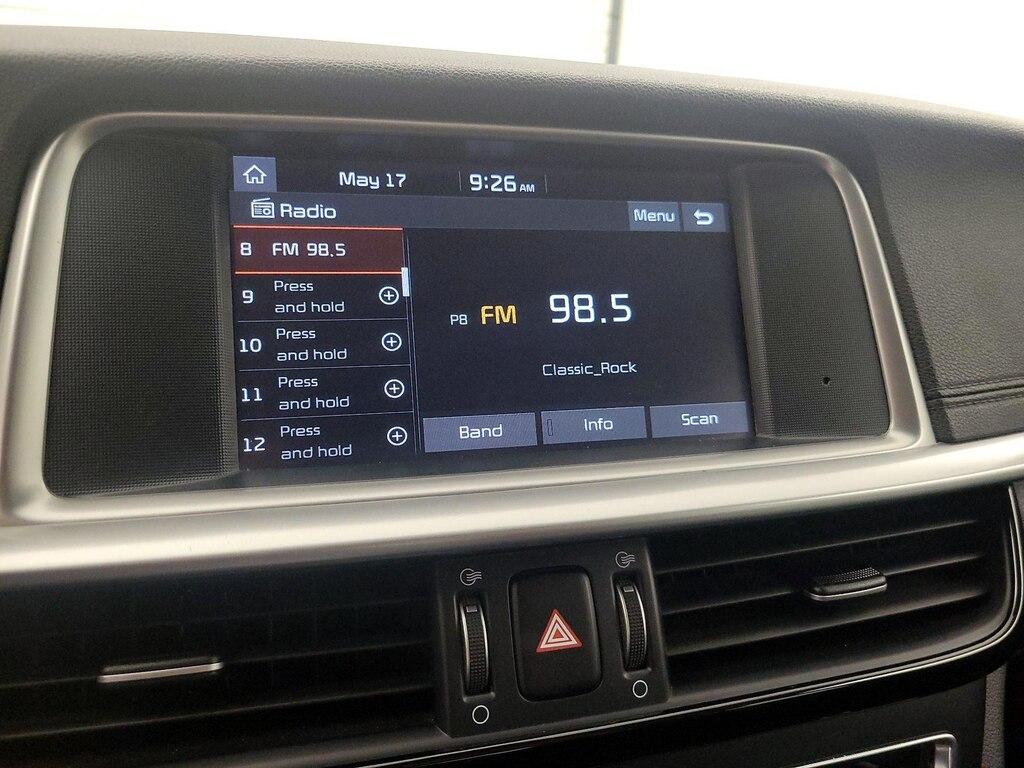 May 17
9:26 AM
Radio
Menu
8 FM 98.5
9 Press
and hold
10 Press
and hold
11 Press
and hold
12 Press
and hold
P8 FM 98.5
Classic_Rock
Band
Info
Scan